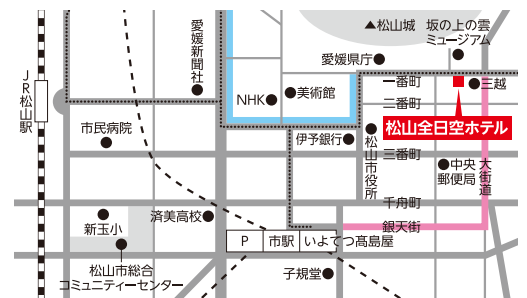 愛媛新聞社
▲松山城
坂の上の雲
ミュージアム
愛媛県庁
JR松山駅
一番町
三越
NHK
美術館
二番町
松山全日空ホテル
市民病院
伊予銀行
松山市役所
三番町
中央
郵便局
大街道
千舟町
新玉小
済美高校
銀天街
P
市駅
いよてつ髙島屋
松山市総合
コミュニティーセンター
子規堂